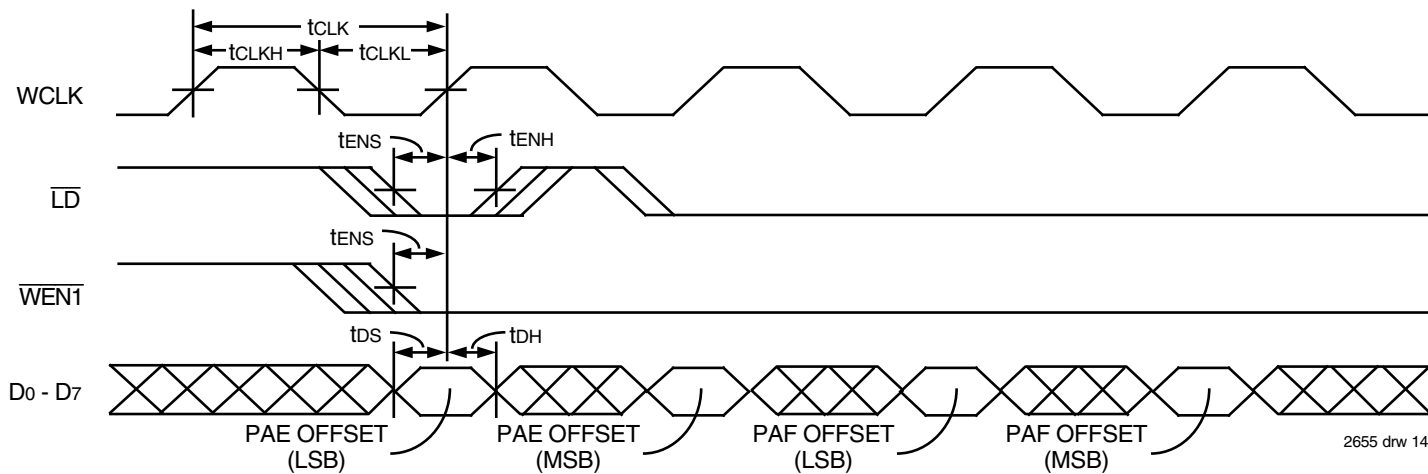 tCLK
tCLKH tCLKL
WCLK
tENS tENH
LD
tENS
WEN1
tDS tDH
D0 - D7
PAE OFFSET (LSB)
PAE OFFSET (MSB)
PAF OFFSET (LSB)
PAF OFFSET (MSB)
2655 drw 14